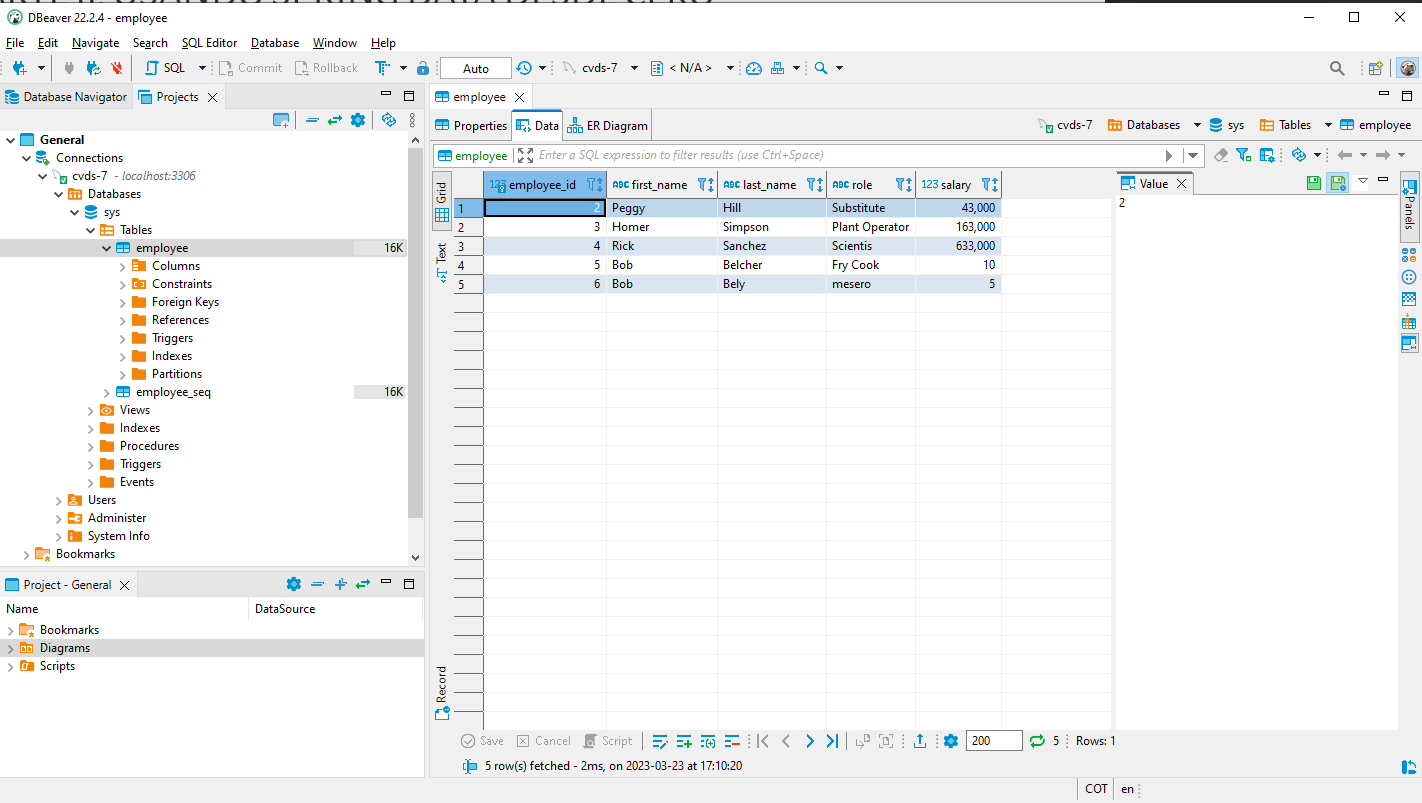 DBeaver 22.2.4 - employee
File Edit Navigate Search SQL Editor Database Window Help
SQL Commit Rollback Auto cvds-7 < N/A >
Database Navigator Projects
General
Connections
cvds-7 - localhost:3306
Databases
sys
Tables
employee 16K
Columns
Constraints
Foreign Keys
References
Triggers
Indexes
Partitions
employee_seq 16K
Views
Indexes
Procedures
Triggers
Events
Users
Administer
System Info
Bookmarks
Project - General
Name DataSource
Bookmarks
Diagrams
Scripts
employee
Properties Data ER Diagram cvds-7 Databases sys Tables employee
employee Enter a SQL expression to filter results (use Ctrl+Space)
Grid
Text
Record
123 employee_id ABC first_name ABC last_name ABC role 123 salary
1 2 Peggy Hill Substitute 43,000
2 3 Homer Simpson Plant Operator 163,000
3 4 Rick Sanchez Scientis 633,000
4 5 Bob Belcher Fry Cook 10
5 6 Bob Bely mesero 5
Value
2
Panels
Save Cancel Script 200 5 Rows: 1
5 row(s) fetched - 2ms, on 2023-03-23 at 17:10:20
COT en